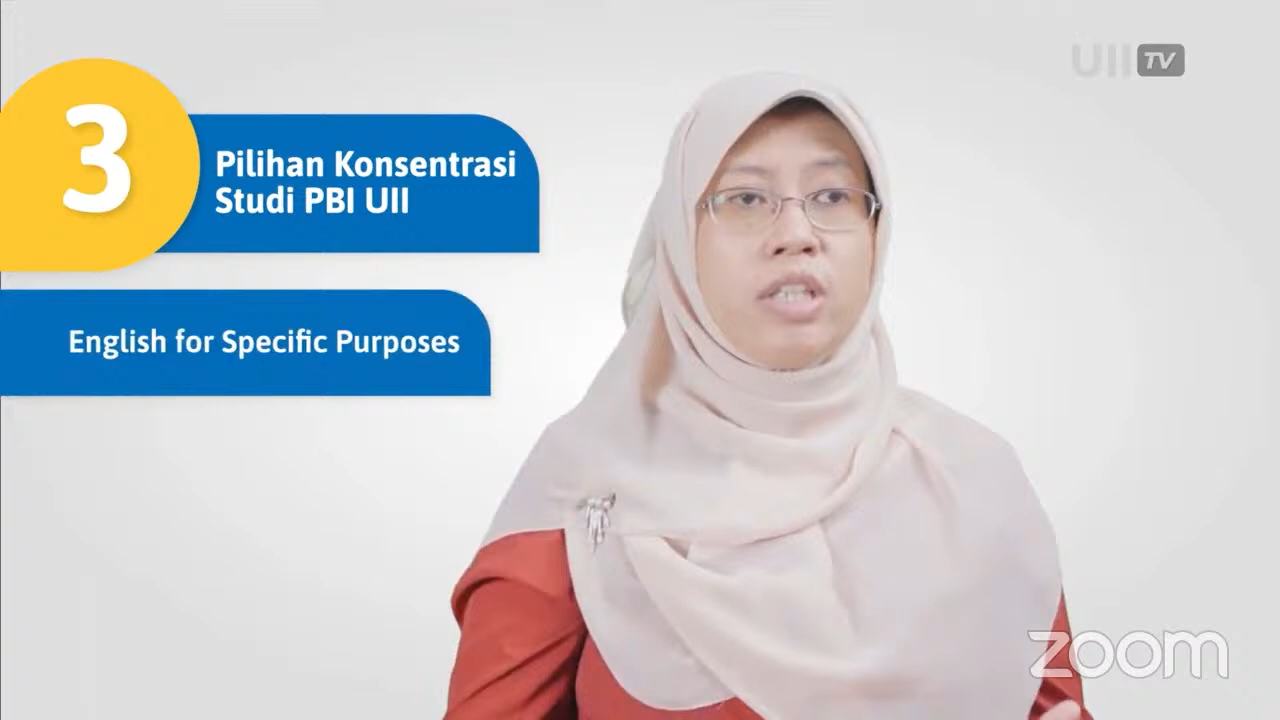 UII TV
3
Pilihan Konsentrasi
Studi PBI UII
English for Specific Purposes
zoom